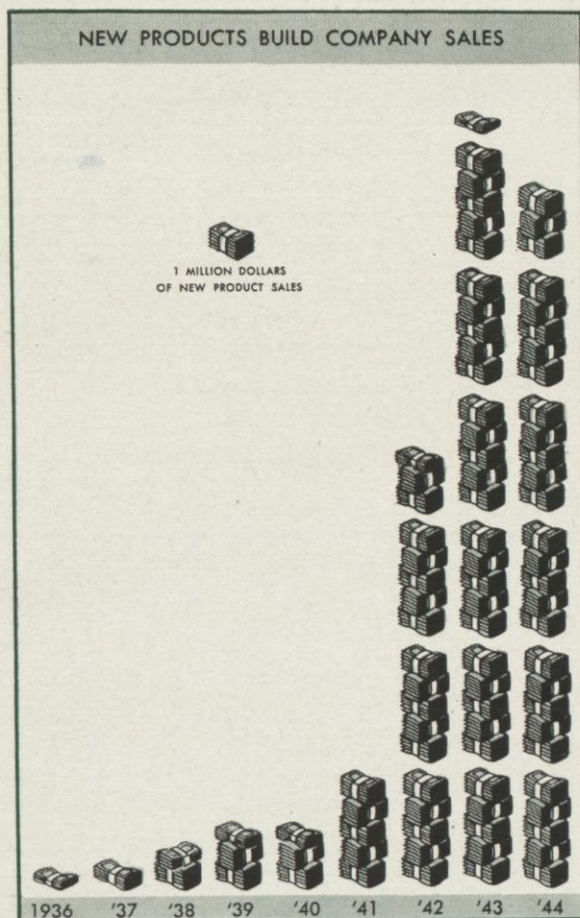 NEW PRODUCTS BUILD COMPANY SALES
1 MILLION DOLLARS
OF NEW PRODUCT SALES
1936 '37 '38 '39 '40 '41 '42 '43 '44